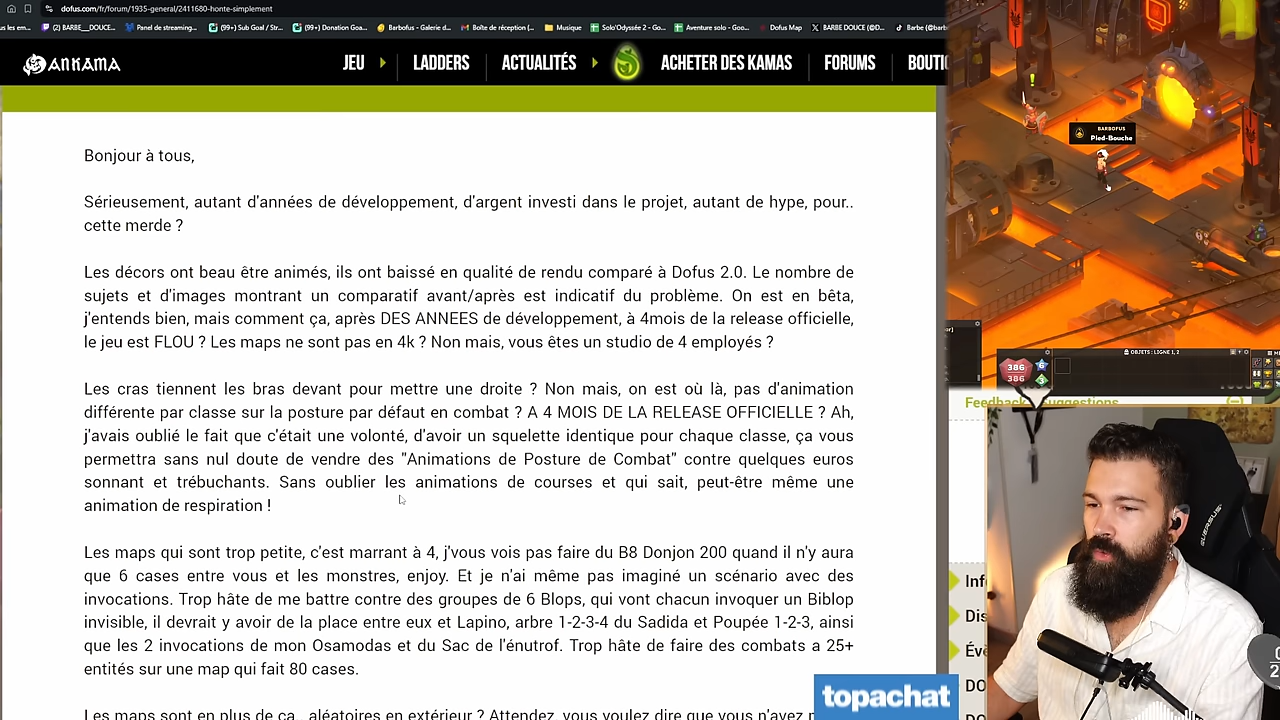 dofus.com/fr/forum/1935-general/2411680-honte-simplement
us les em...
(2) BARBE__DOUCE...
Panel de streaming...
(99+) Sub Goal / Str...
(99+) Donation Goa...
Barbofus - Galerie d...
Boîte de réception (...
Musique
Solo'Odyssée 2 - Go...
Aventure solo - Goo...
Dofus Map
BARBE DOUCE (@D...
Barbe (@barb
ANKAMA
JEU
LADDERS
ACTUALITÉS
ACHETER DES KAMAS
FORUMS
BOUTI
Bonjour à tous,
Sérieusement, autant d'années de développement, d'argent investi dans le projet, autant de hype, pour..
cette merde ?
Les décors ont beau être animés, ils ont baissé en qualité de rendu comparé à Dofus 2.0. Le nombre de
sujets et d'images montrant un comparatif avant/après est indicatif du problème. On est en bêta,
j'entends bien, mais comment ça, après DES ANNEES de développement, à 4mois de la release officielle,
le jeu est FLOU ? Les maps ne sont pas en 4k ? Non mais, vous êtes un studio de 4 employés ?
Les cras tiennent les bras devant pour mettre une droite ? Non mais, on est où là, pas d'animation
différente par classe sur la posture par défaut en combat ? A 4 MOIS DE LA RELEASE OFFICIELLE ? Ah,
j'avais oublié le fait que c'était une volonté, d'avoir un squelette identique pour chaque classe, ça vous
permettra sans nul doute de vendre des "Animations de Posture de Combat" contre quelques euros
sonnant et trébuchants. Sans oublier les animations de courses et qui sait, peut-être même une
animation de respiration !
Les maps qui sont trop petite, c'est marrant à 4, j'vous vois pas faire du B8 Donjon 200 quand il n'y aura
que 6 cases entre vous et les monstres, enjoy. Et je n'ai même pas imaginé un scénario avec des
invocations. Trop hâte de me battre contre des groupes de 6 Blops, qui vont chacun invoquer un Biblop
invisible, il devrait y avoir de la place entre eux et Lapino, arbre 1-2-3-4 du Sadida et Poupée 1-2-3, ainsi
que les 2 invocations de mon Osamodas et du Sac de l'énutrof. Trop hâte de faire des combats a 25+
entités sur une map qui fait 80 cases.
Les maps sont en plus de ça.. aléatoires en extérieur ? Attendez, vous voulez dire que vous n'avez
BARBOFUS
Pied-Bouche
OBJETS : LIGNE 1, 2
386
386
6
3
Feedback
Suggestions
Inf
Dis
Évè
DO
DO
GUERSUS
topachat